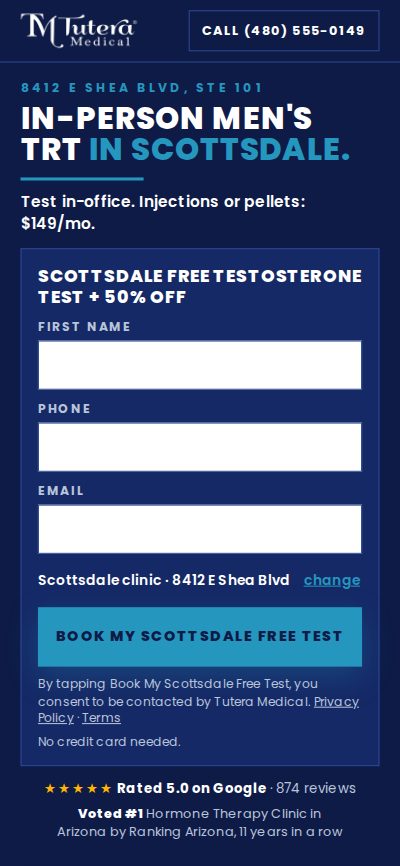 Tutera
Medical
CALL (480) 555-0149
8412 E SHEA BLVD, STE 101
IN-PERSON MEN'S
TRT IN SCOTTSDALE.
Test in-office. Injections or pellets:
$149/mo.
SCOTTSDALE FREE TESTOSTERONE
TEST + 50% OFF
FIRST NAME
PHONE
EMAIL
Scottsdale clinic · 8412 E Shea Blvd change
BOOK MY SCOTTSDALE FREE TEST
By tapping Book My Scottsdale Free Test, you
consent to be contacted by Tutera Medical. Privacy
Policy · Terms
No credit card needed.
★★★★★ Rated 5.0 on Google · 874 reviews
Voted #1 Hormone Therapy Clinic in
Arizona by Ranking Arizona, 11 years in a row